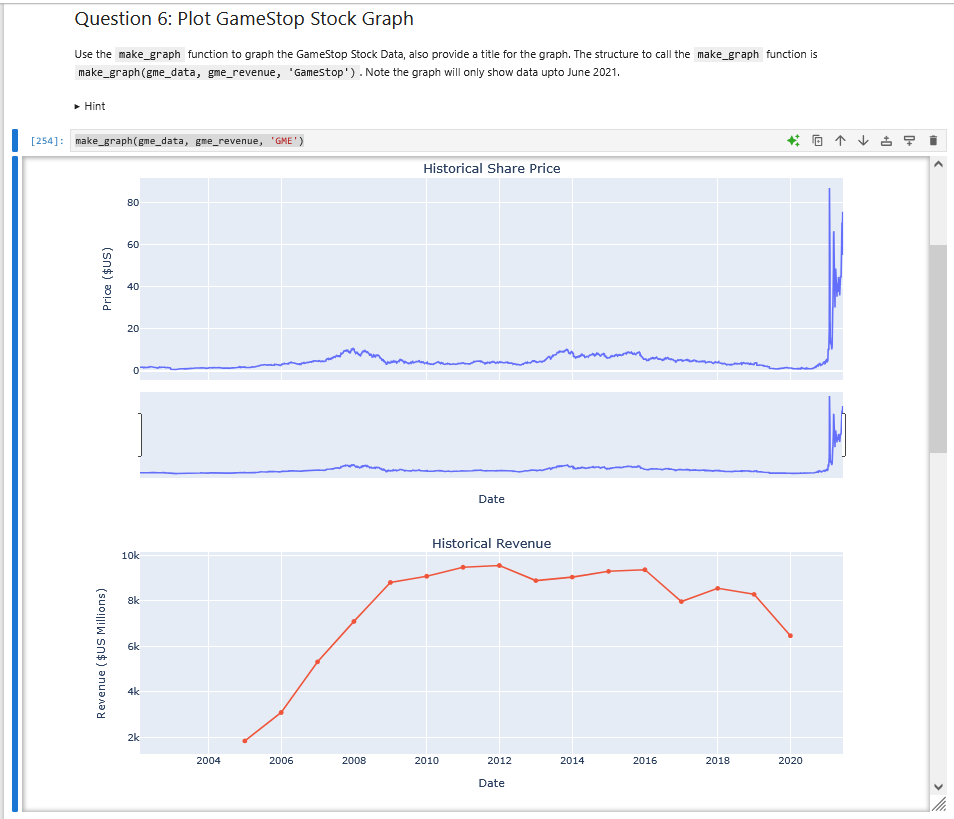 Question 6: Plot GameStop Stock Graph
Use the make_graph function to graph the GameStop Stock Data, also provide a title for the graph. The structure to call the make_graph function is
make_graph(gme_data, gme_revenue, 'GameStop') . Note the graph will only show data upto June 2021.
Hint
[254]: make_graph(gme_data, gme_revenue, 'GME')
Historical Share Price
80
60
40
20
0
Price ($US)
Date
Historical Revenue
10k
8k
6k
4k
2k
Revenue ($US Millions)
2004 2006 2008 2010 2012 2014 2016 2018 2020
Date